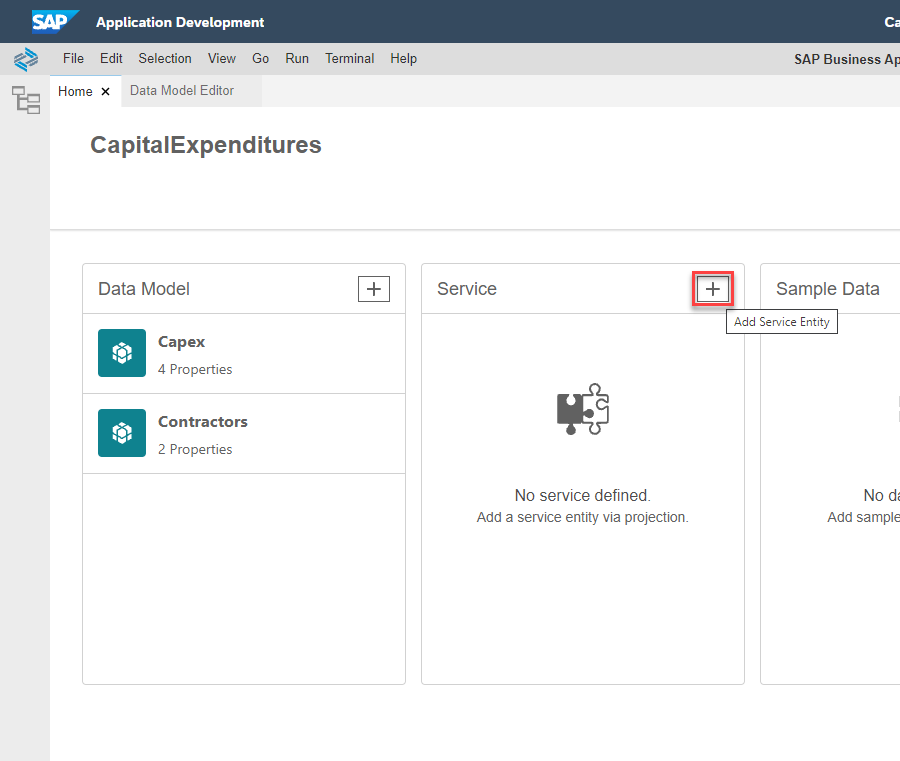 SAP Application Development Ca
File Edit Selection View Go Run Terminal Help SAP Business Ap
Home × Data Model Editor
CapitalExpenditures
Data Model + Service + Sample Data
Add Service Entity
Capex
4 Properties
Contractors
2 Properties
No service defined.
Add a service entity via projection.
No da
Add sample